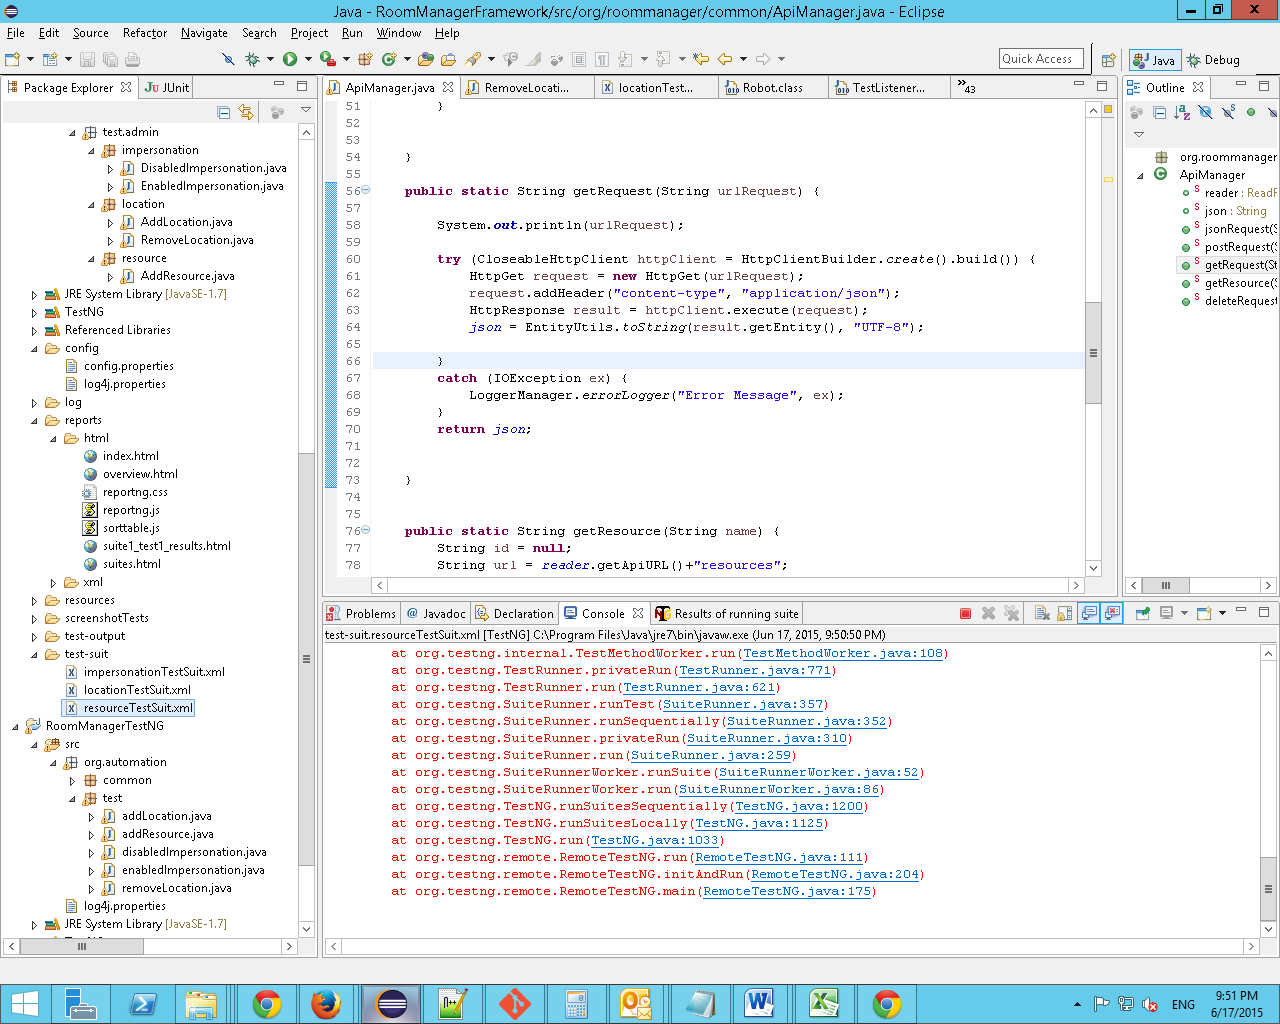 Java - RoomManagerFramework/src/org/roommanager/common/ApiManager.java - Eclipse
File Edit Source Refactor Navigate Search Project Run Window Help
Quick Access
Java
Debug
Package Explorer
JUnit
test.admin
impersonation
DisabledImpersonation.java
EnabledImpersonation.java
location
AddLocation.java
RemoveLocation.java
resource
AddResource.java
JRE System Library [JavaSE-1.7]
TestNG
Referenced Libraries
config
config.properties
log4j.properties
log
reports
html
index.html
overview.html
reportng.css
reportng.js
sorttable.js
suite1_test1_results.html
suites.html
xml
resources
screenshotTests
test-output
test-suit
impersonationTestSuit.xml
locationTestSuit.xml
resourceTestSuit.xml
RoomManagerTestNG
src
org.automation
common
test
addLocation.java
addResource.java
disabledImpersonation.java
enabledImpersonation.java
removeLocation.java
log4j.properties
JRE System Library [JavaSE-1.7]
ApiManager.java
RemoveLocati...
locationTest...
Robot.class
TestListener...
»43
51 }
52
53
54 }
55
56 public static String getRequest(String urlRequest) {
57
58 System.out.println(urlRequest);
59
60 try (CloseableHttpClient httpClient = HttpClientBuilder.create().build()) {
61 HttpGet request = new HttpGet(urlRequest);
62 request.addHeader("content-type", "application/json");
63 HttpResponse result = httpClient.execute(request);
64 json = EntityUtils.toString(result.getEntity(), "UTF-8");
65
66 }
67 catch (IOException ex) {
68 LoggerManager.errorLogger("Error Message", ex);
69 }
70 return json;
71
72
73 }
74
75
76 public static String getResource(String name) {
77 String id = null;
78 String url = reader.getApiURL()+"resources";
Outline
org.roommanager
ApiManager
reader : ReadP
json : String
jsonRequest(S
postRequest(S
getRequest(St
getResource(S
deleteRequest
Problems
@ Javadoc
Declaration
Console
Results of running suite
test-suit.resourceTestSuit.xml [TestNG] C:\Program Files\Java\jre7\bin\javaw.exe (Jun 17, 2015, 9:50:50 PM)
at org.testng.internal.TestMethodWorker.run(TestMethodWorker.java:108)
at org.testng.TestRunner.privateRun(TestRunner.java:771)
at org.testng.TestRunner.run(TestRunner.java:621)
at org.testng.SuiteRunner.runTest(SuiteRunner.java:357)
at org.testng.SuiteRunner.runSequentially(SuiteRunner.java:352)
at org.testng.SuiteRunner.privateRun(SuiteRunner.java:310)
at org.testng.SuiteRunner.run(SuiteRunner.java:259)
at org.testng.SuiteRunnerWorker.runSuite(SuiteRunnerWorker.java:52)
at org.testng.SuiteRunnerWorker.run(SuiteRunnerWorker.java:86)
at org.testng.TestNG.runSuitesSequentially(TestNG.java:1200)
at org.testng.TestNG.runSuitesLocally(TestNG.java:1125)
at org.testng.TestNG.run(TestNG.java:1033)
at org.testng.remote.RemoteTestNG.run(RemoteTestNG.java:111)
at org.testng.remote.RemoteTestNG.initAndRun(RemoteTestNG.java:204)
at org.testng.remote.RemoteTestNG.main(RemoteTestNG.java:175)
ENG
9:51 PM
6/17/2015